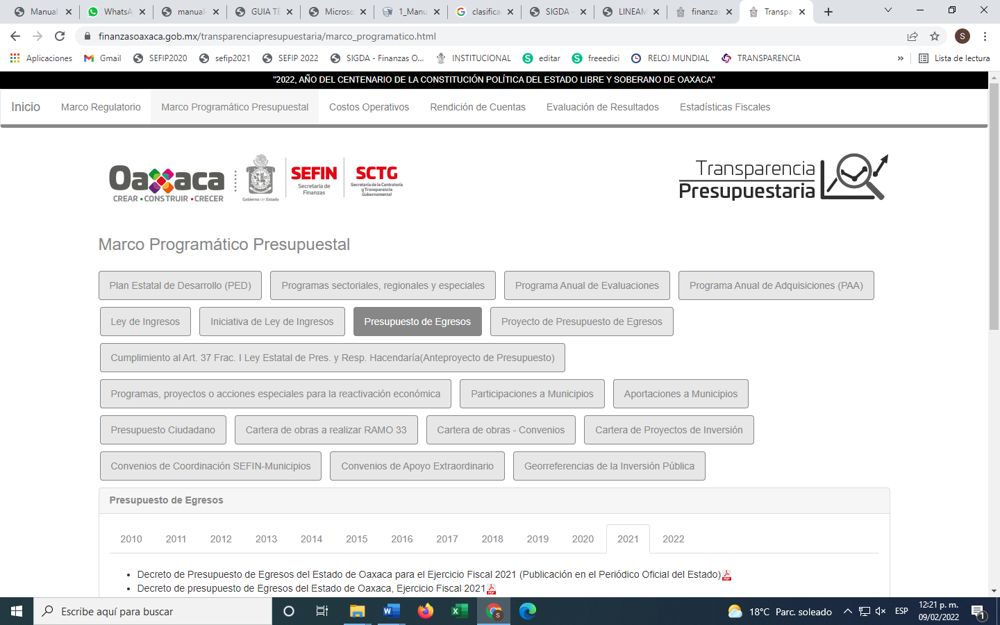 Manual
WhatsA
manual-
GUIA TE
Microso
1_Manu
clasifica
SIGDA -
LINEAM
finanzas
Transpa
finanzasoaxaca.gob.mx/transparenciapresupuestaria/marco_programatico.html
S
Aplicaciones
Gmail
SEFIP2020
sefip2021
SEFIP 2022
SIGDA - Finanzas O...
INSTITUCIONAL
editar
freeedici
RELOJ MUNDIAL
TRANSPARENCIA
»
Lista de lectura
"2022, AÑO DEL CENTENARIO DE LA CONSTITUCIÓN POLÍTICA DEL ESTADO LIBRE Y SOBERANO DE OAXACA"
Inicio
Marco Regulatorio
Marco Programático Presupuestal
Costos Operativos
Rendición de Cuentas
Evaluación de Resultados
Estadísticas Fiscales
Oaxaca
CREAR • CONSTRUIR • CRECER
Gobierno del Estado
SEFIN
Secretaría de
Finanzas
SCTG
Secretaría de la Contraloría
y Transparencia
Gubernamental
Transparencia
Presupuestaria
Marco Programático Presupuestal
Plan Estatal de Desarrollo (PED)
Programas sectoriales, regionales y especiales
Programa Anual de Evaluaciones
Programa Anual de Adquisiciones (PAA)
Ley de Ingresos
Iniciativa de Ley de Ingresos
Presupuesto de Egresos
Proyecto de Presupuesto de Egresos
Cumplimiento al Art. 37 Frac. I Ley Estatal de Pres. y Resp. Hacendaría(Anteproyecto de Presupuesto)
Programas, proyectos o acciones especiales para la reactivación económica
Participaciones a Municipios
Aportaciones a Municipios
Presupuesto Ciudadano
Cartera de obras a realizar RAMO 33
Cartera de obras - Convenios
Cartera de Proyectos de Inversión
Convenios de Coordinación SEFIN-Municipios
Convenios de Apoyo Extraordinario
Georreferencias de la Inversión Pública
Presupuesto de Egresos
2010
2011
2012
2013
2014
2015
2016
2017
2018
2019
2020
2021
2022
• Decreto de Presupuesto de Egresos del Estado de Oaxaca para el Ejercicio Fiscal 2021 (Publicación en el Periódico Oficial del Estado)
• Decreto de presupuesto de Egresos del Estado de Oaxaca, Ejercicio Fiscal 2021
Escribe aquí para buscar
18°C Parc. soleado
ESP
12:21 p. m.
09/02/2022
1